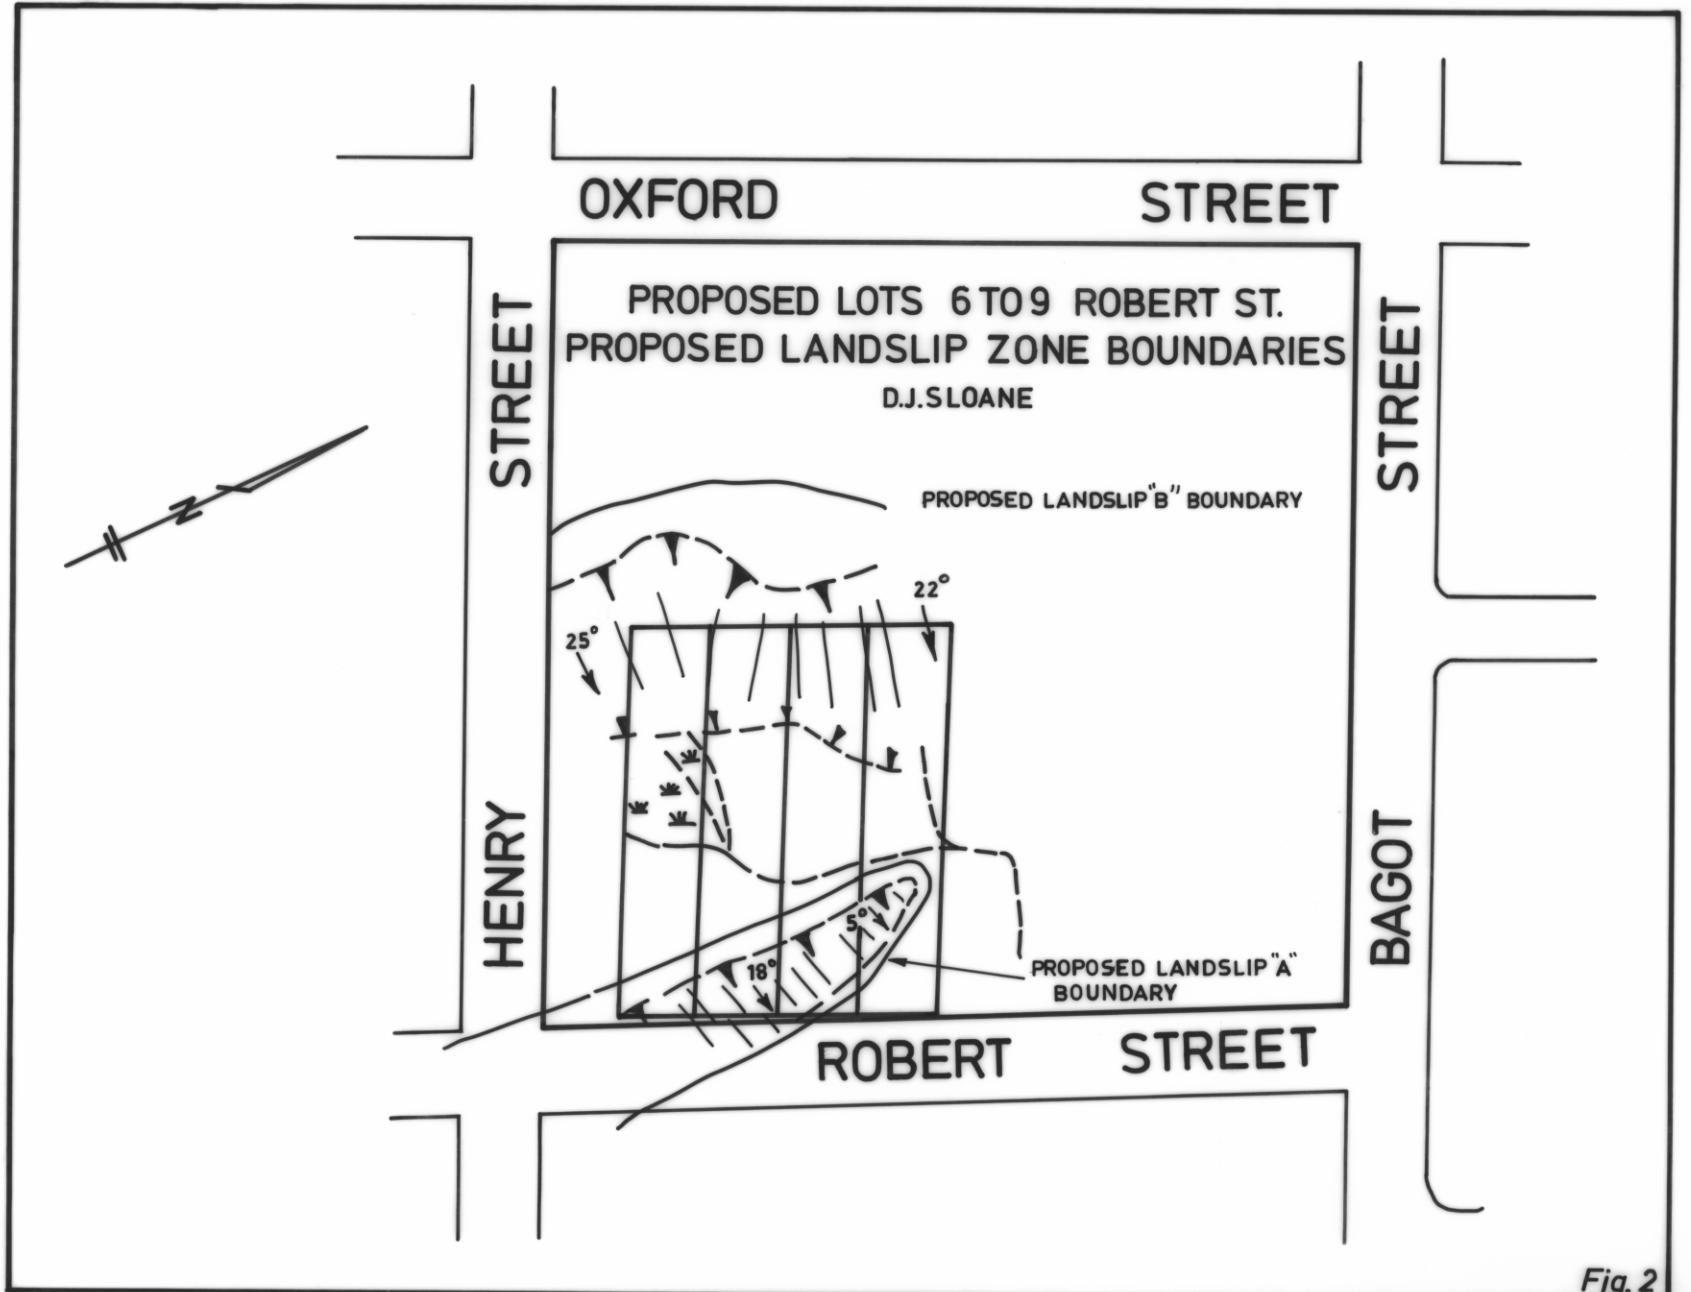 OXFORD STREET
PROPOSED LOTS 6 TO 9 ROBERT ST.
PROPOSED LANDSLIP ZONE BOUNDARIES
D.J.SLOANE
HENRY STREET
BAGOT STREET
N
PROPOSED LANDSLIP "B" BOUNDARY
22°
25°
5°
18°
PROPOSED LANDSLIP "A"
BOUNDARY
ROBERT STREET
Fig. 2